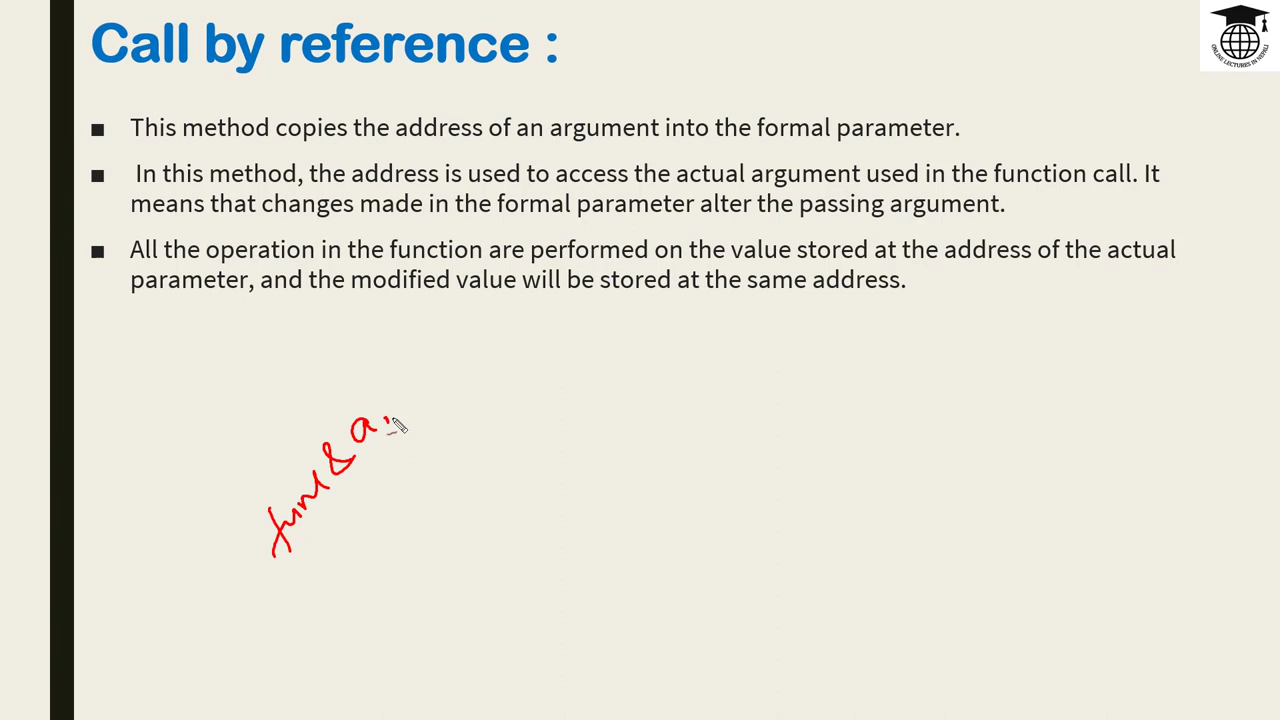 Call by reference :
ONLINE LECTURES IN NEPALI
■ This method copies the address of an argument into the formal parameter.
■ In this method, the address is used to access the actual argument used in the function call. It
means that changes made in the formal parameter alter the passing argument.
■ All the operation in the function are performed on the value stored at the address of the actual
parameter, and the modified value will be stored at the same address.
fun(&a,